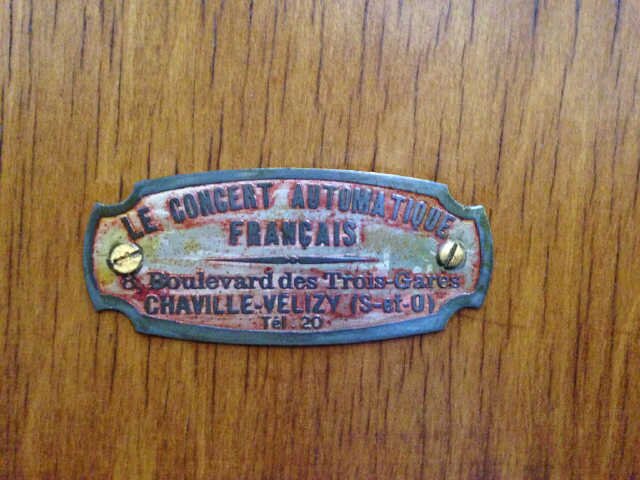 LE CONCERT AUTOMATIQUE
FRANÇAIS
8, Boulevard des Trois-Gares
CHAVILLE-VELIZY (S-et-O)
Tél. 20